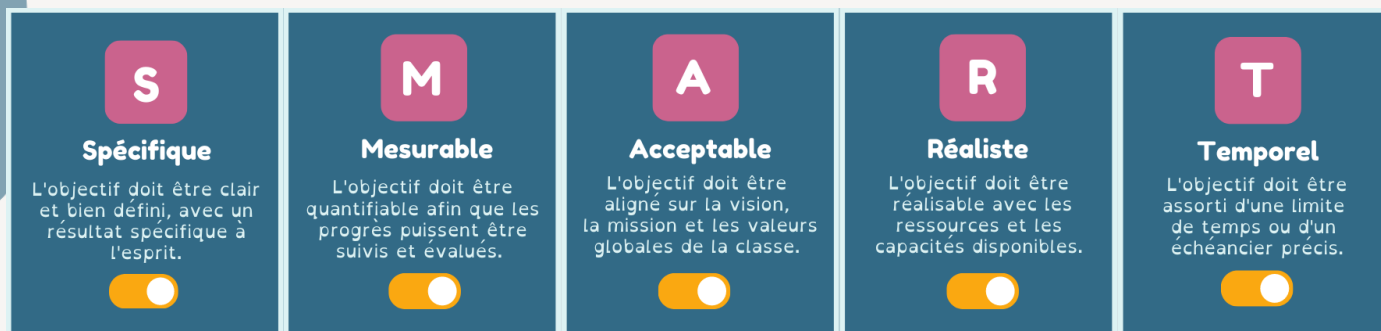 S
Spécifique
L'objectif doit être clair
et bien défini, avec un
résultat spécifique à
l'esprit.
M
Mesurable
L'objectif doit être
quantifiable afin que les
progrès puissent être
suivis et évalués.
A
Acceptable
L'objectif doit être
aligné sur la vision,
la mission et les valeurs
globales de la classe.
R
Réaliste
L'objectif doit être
réalisable avec les
ressources et les
capacités disponibles.
T
Temporel
L'objectif doit être
assorti d'une limite
de temps ou d'un
échéancier précis.